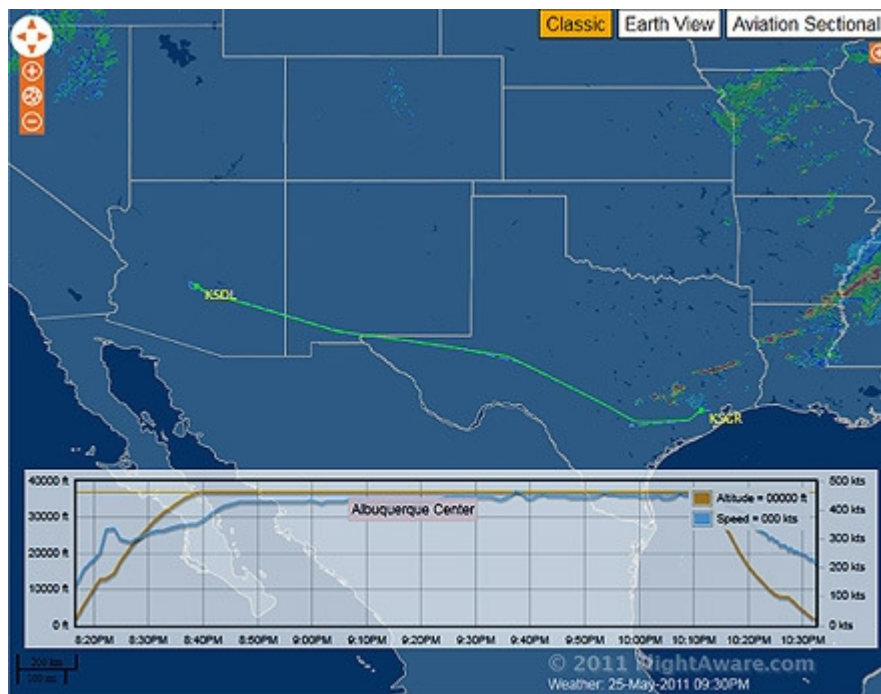 Classic Earth View Aviation Sectional
KSDL
KSGR
40000 ft
30000 ft
20000 ft
10000 ft
0 ft
Albuquerque Center
Altitude = 00000 ft
Speed = 000 kts
500 kts
400 kts
300 kts
200 kts
100 kts
0 kts
8:20PM 8:30PM 8:40PM 8:50PM 9:00PM 9:10PM 9:20PM 9:30PM 9:40PM 9:50PM 10:00PM 10:10PM 10:20PM 10:30PM
200 km
© 2011 FlightAware.com
Weather: 25-May-2011 09:30PM